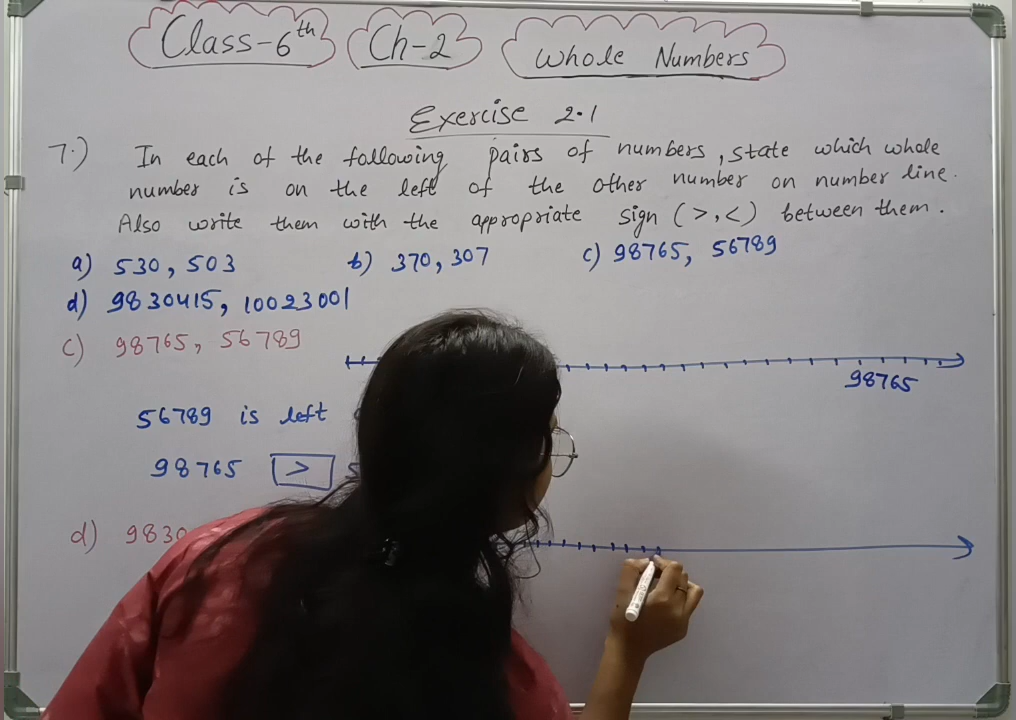 Class-6th Ch-2 Whole Numbers
Exercise 2.1
7.) In each of the following pairs of numbers, state which whole
number is on the left of the other number on number line.
Also write them with the appropriate sign (>,<) between them.
a) 530, 503 b) 370, 307 c) 98765, 56789
d) 9830415, 10023001
c) 98765, 56789
98765
56789 is left
98765 >
d) 9830